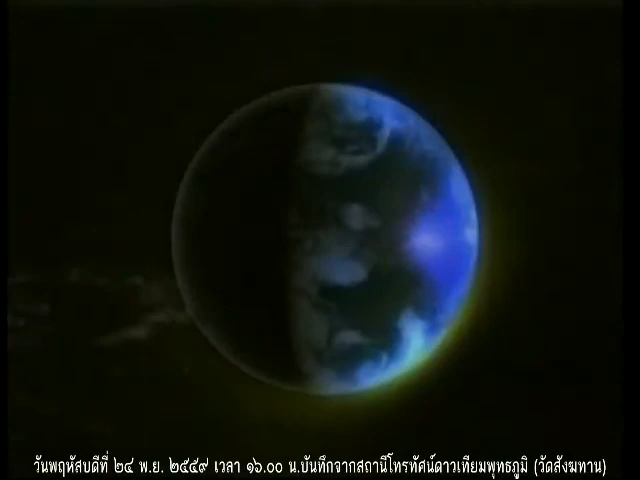 วันพฤหัสบดีที่ ๒๔ พ.ย. ๒๕๕๙ เวลา ๑๖.๐๐ น.บันทึกจากสถานีโทรทัศน์ดาวเทียมพุทธภูมิ (วัดสังฆทาน)